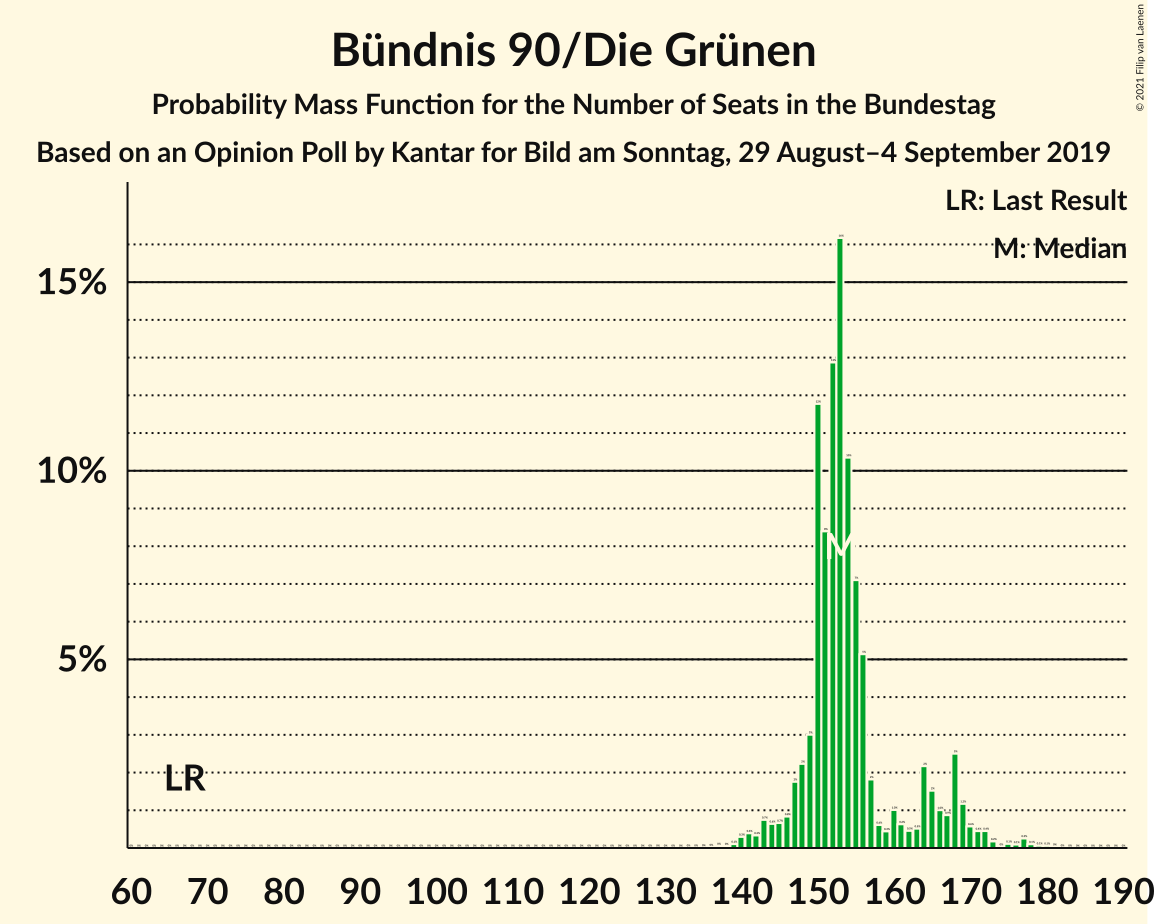 Bündnis 90/Die Grünen
Probability Mass Function for the Number of Seats in the Bundestag
Based on an Opinion Poll by Kantar for Bild am Sonntag, 29 August–4 September 2019
© 2021 Filip van Laenen
LR: Last Result
M: Median
15%
10%
5%
M
LR
60 70 80 90 100 110 120 130 140 150 160 170 180 190